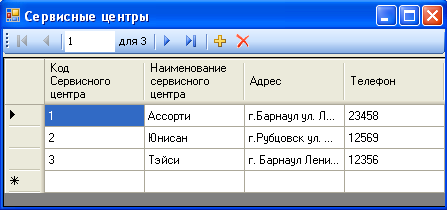 Сервисные центры
1 для 3
Код Сервисного центра Наименование сервисного центра Адрес Телефон
1 Ассорти г.Барнаул ул. Л... 23458
2 Юнисан г.Рубцовск ул. ... 12569
3 Тэйси г. Барнаул Лени... 12356